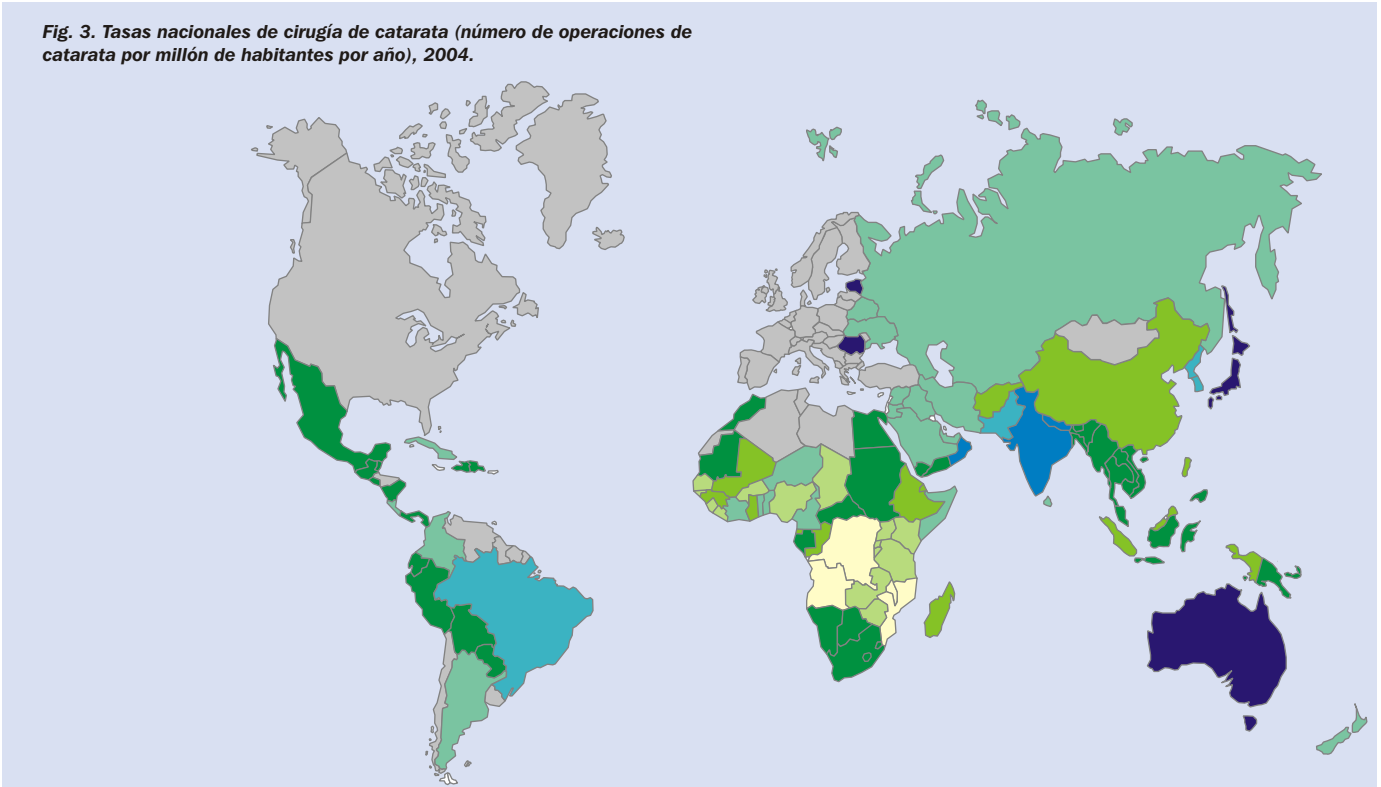 Fig. 3. Tasas nacionales de cirugía de catarata (número de operaciones de
catarata por millón de habitantes por año), 2004.